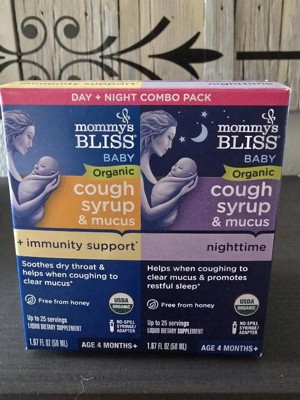 DAY + NIGHT COMBO PACK
mommy's
BLISS
BABY
Organic
cough
syrup
& mucus
+ immunity support*
Soothes dry throat &
helps when coughing to
clear mucus*
Free from honey
USDA
ORGANIC
Up to 25 servings
LIQUID DIETARY SUPPLEMENT
NO-SPILL
SYRINGE/
ADAPTER
1.67 FL OZ (50 ML)
AGE 4 MONTHS+
mommy's
BLISS
BABY
Organic
cough
syrup
& mucus
nighttime
Helps when coughing to
clear mucus & promotes
restful sleep*
Free from honey
USDA
ORGANIC
Up to 25 servings
LIQUID DIETARY SUPPLEMENT
NO-SPILL
SYRINGE/
ADAPTER
1.67 FL OZ (50 ML)
AGE 4 MONTHS+